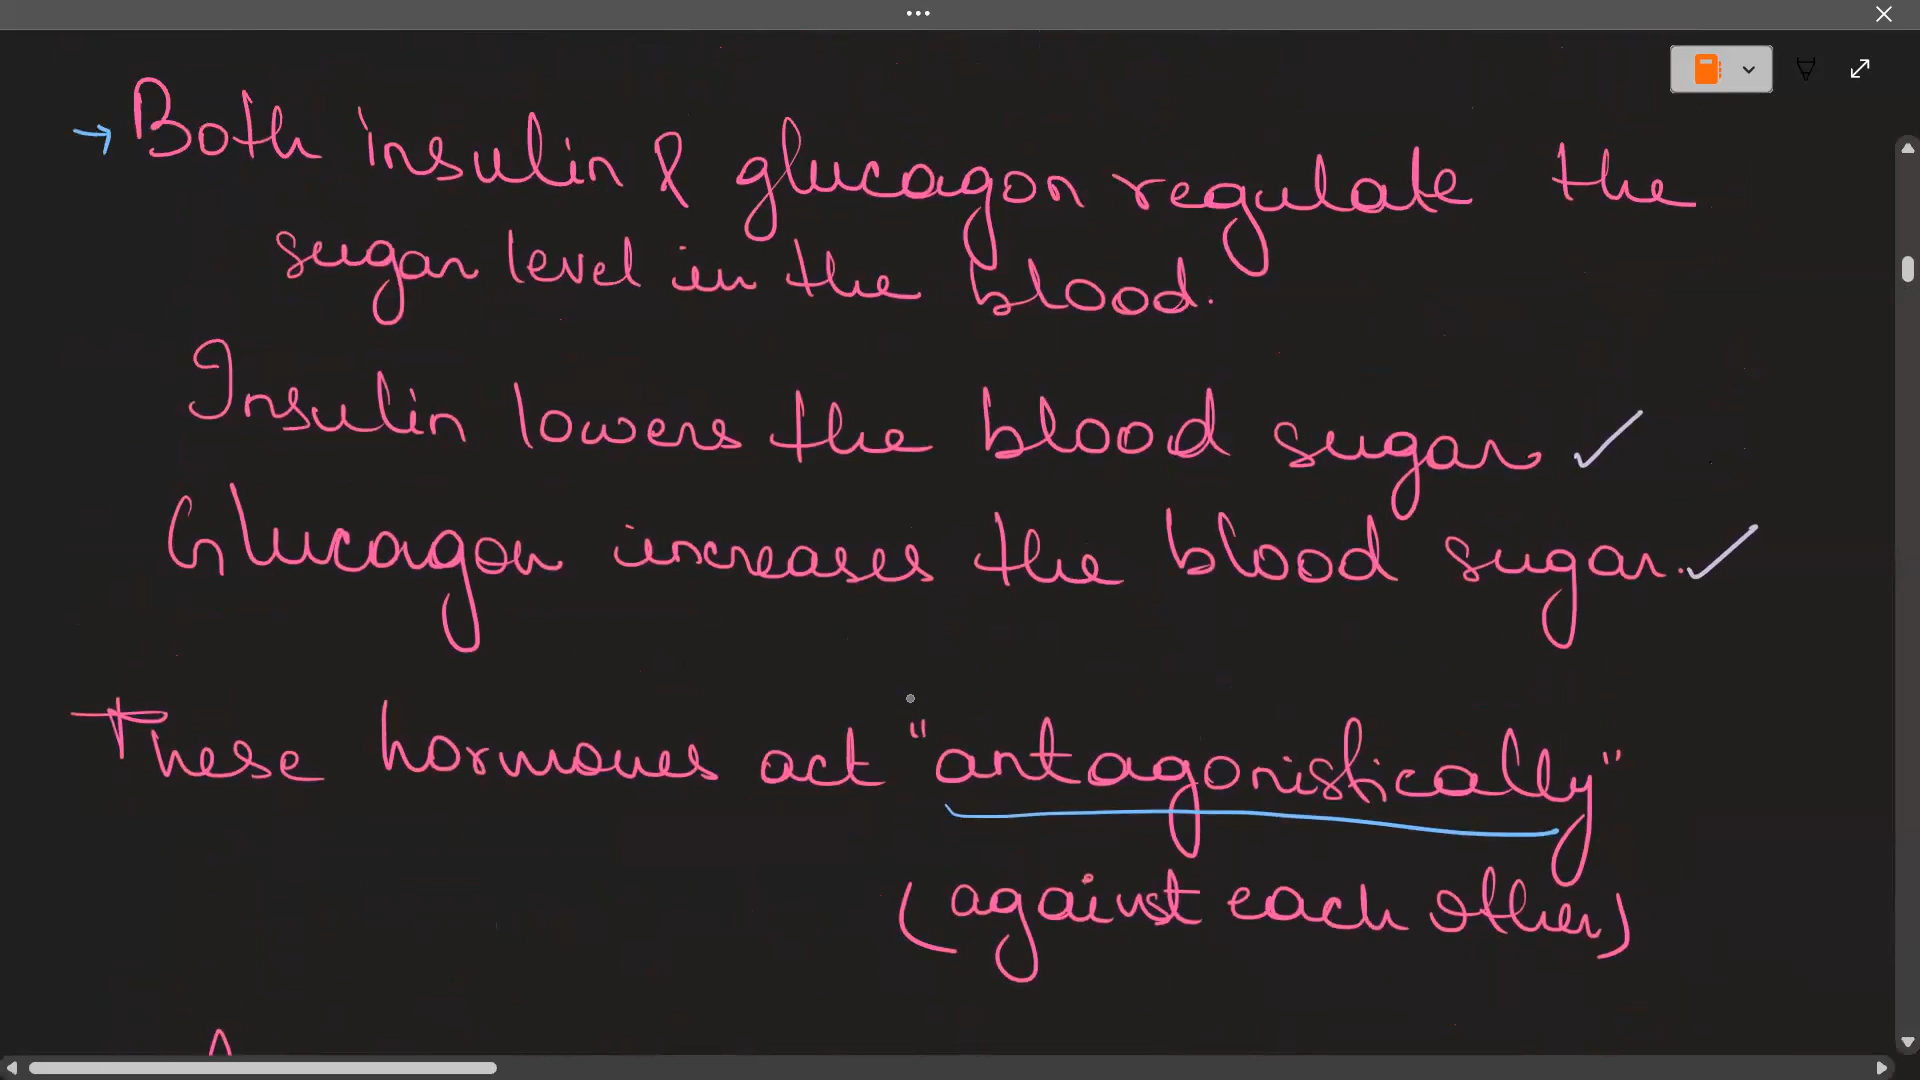 → Both insulin & glucagon regulate the
sugar level in the blood.
Insulin lowers the blood sugar. ✓
Glucagon increases the blood sugar. ✓
These hormones act "antagonistically"
(against each other)